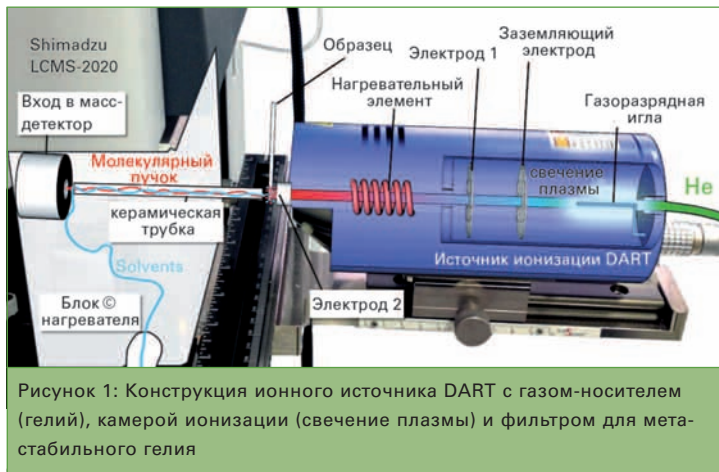 Shimadzu
LCMS-2020
Вход в масс-
детектор
Молекулярный
пучок
керамическая
трубка
Solvents
Блок ©
нагревателя
Образец
Электрод 1
Нагревательный
элемент
Заземляющий
электрод
Газоразрядная
игла
свечение
плазмы
He
Источник ионизации DART
Электрод 2
Рисунок 1: Конструкция ионного источника DART с газом-носителем
(гелий), камерой ионизации (свечение плазмы) и фильтром для мета-
стабильного гелия